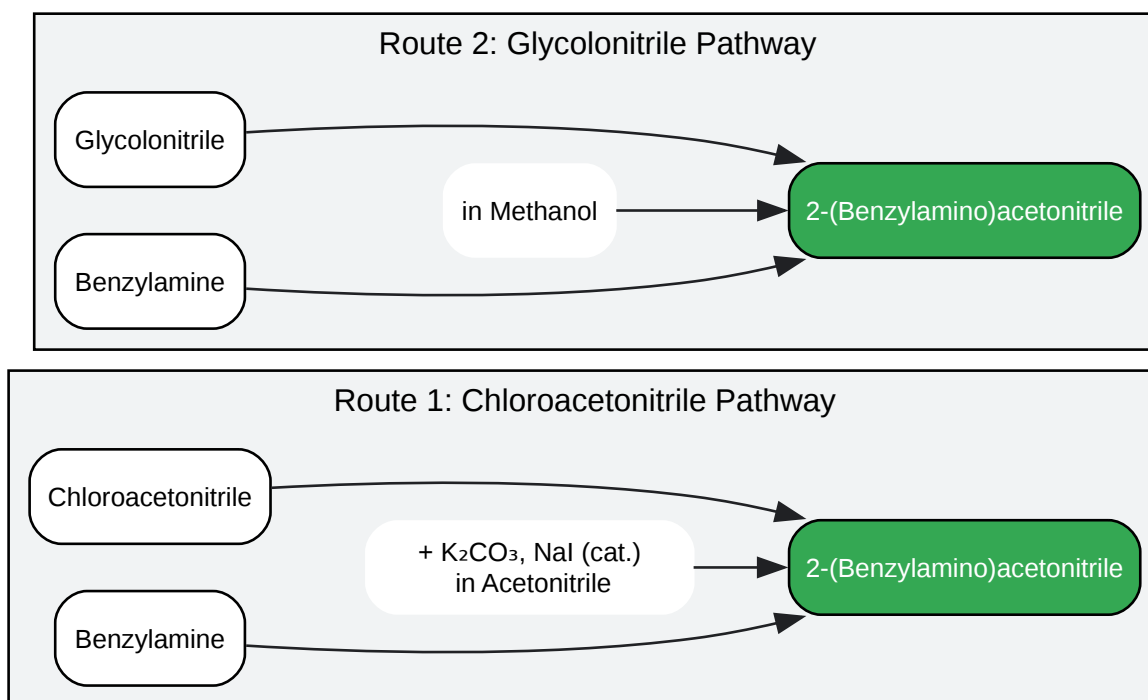 Route 2: Glycolonitrile Pathway
Glycolonitrile
in Methanol
2-(Benzylamino)acetonitrile
Benzylamine
Route 1: Chloroacetonitrile Pathway
Chloroacetonitrile
+ K₂CO₃, NaI (cat.)
in Acetonitrile
2-(Benzylamino)acetonitrile
Benzylamine